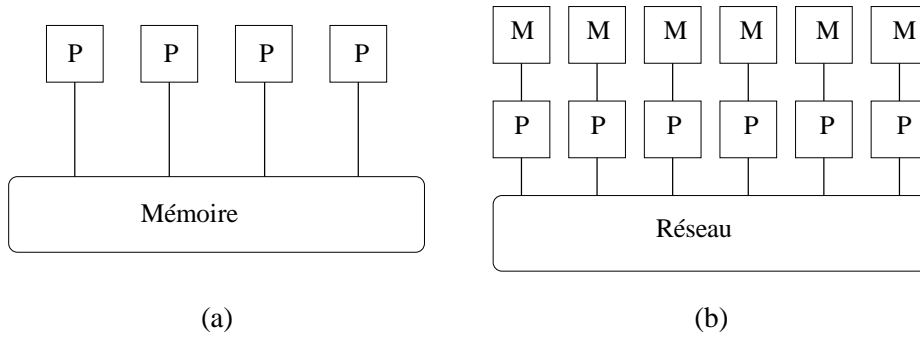 P P P P
Mémoire
(a)
M M M M M M
P P P P P P
Réseau
(b)